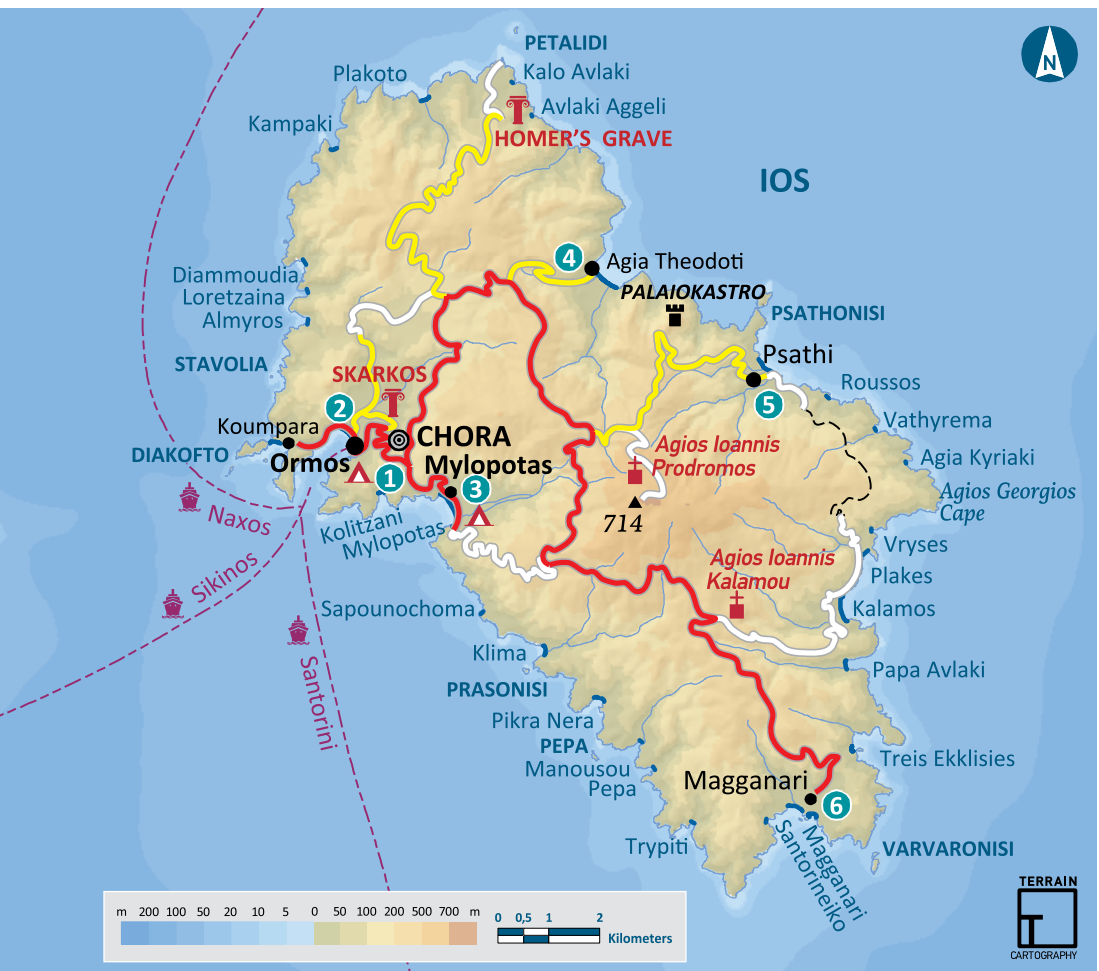 PETALIDI
Kalo Avlaki
Plakoto
Avlaki Aggeli
Kampaki
HOMER'S GRAVE
N
IOS
4
Agia Theodoti
Diammoudia
Loretzaina
Almyros
PALAIOKASTRO
PSATHONISI
Psathi
STAVOLIA
SKARKOS
Roussos
2
5
Koumpara
Vathyrema
CHORA
DIAKOFTO
Ormos
Mylopotas
Agios Ioannis
Prodromos
Agia Kyriaki
1
3
Agios Georgios
Cape
Naxos
Kolitzani
Mylopotas
714
Vryses
Sikinos
Agios Ioannis
Kalamou
Plakes
Sapounochoma
Kalamos
Santorini
Klima
Papa Avlaki
PRASONISI
Pikra Nera
PEPA
Manousou
Pepa
Treis Ekklisies
Magganari
6
Trypiti
Magganari
Santorineiko
VARVARONISI
TERRAIN
T
CARTOGRAPHY
m 200 100 50 20 10 5 0 50 100 200 500 700 m
0 0,5 1 2
Kilometers